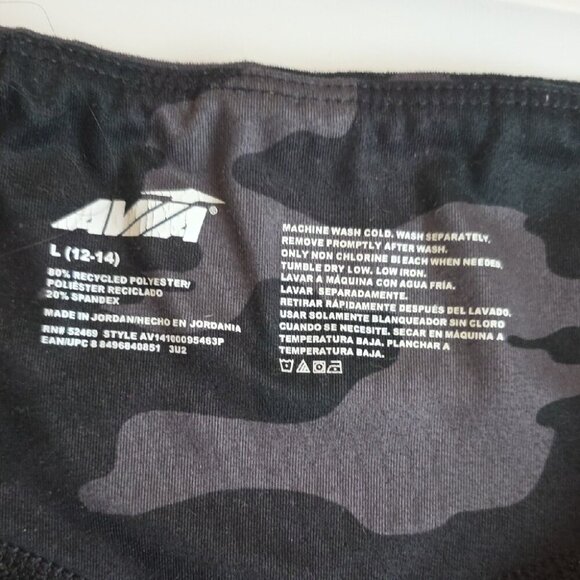 AVIA®
L (12-14)
80% RECYCLED POLYESTER/
POLIÉSTER RECICLADO
20% SPANDEX
MADE IN JORDAN/HECHO EN JORDANIA
RN# 52469 STYLE AV14100095463P
EAN/UPC 8 8496840851 3U2
MACHINE WASH COLD. WASH SEPARATELY,
REMOVE PROMPTLY AFTER WASH.
ONLY NON CHLORINE BLEACH WHEN NEEDED,
TUMBLE DRY LOW. LOW IRON.
LAVAR A MÁQUINA CON AGUA FRÍA.
LAVAR SEPARADAMENTE.
RETIRAR RÁPIDAMENTE DESPUÉS DEL LAVADO.
USAR SOLAMENTE BLANQUEADOR SIN CLORO
CUANDO SE NECESITE. SECAR EN MÁQUINA A
TEMPERATURA BAJA. PLANCHAR A
TEMPERATURA BAJA.